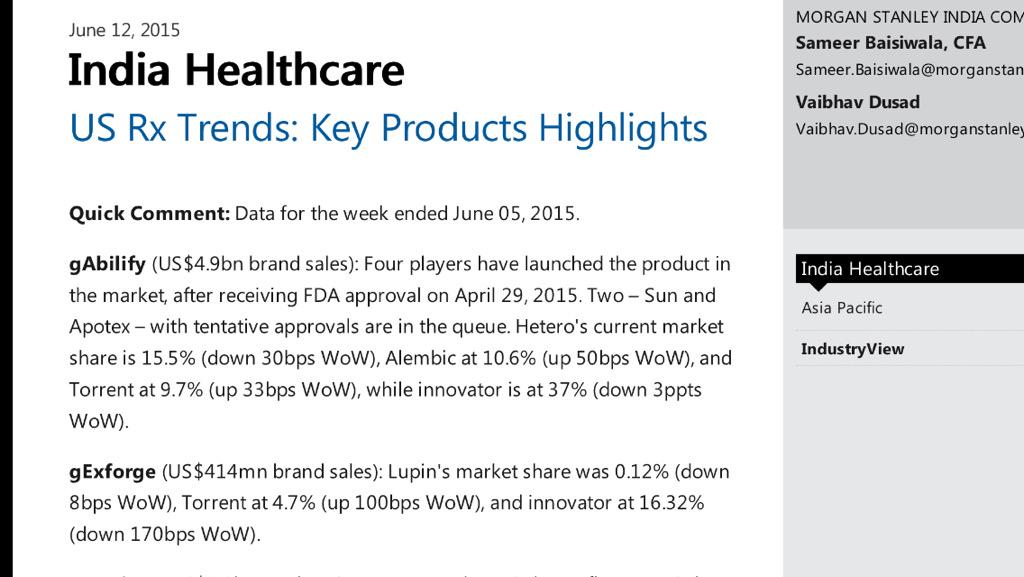 June 12, 2015
India Healthcare
US Rx Trends: Key Products Highlights
Quick Comment: Data for the week ended June 05, 2015.
gAbilify (US$4.9bn brand sales): Four players have launched the product in
the market, after receiving FDA approval on April 29, 2015. Two – Sun and
Apotex – with tentative approvals are in the queue. Hetero's current market
share is 15.5% (down 30bps WoW), Alembic at 10.6% (up 50bps WoW), and
Torrent at 9.7% (up 33bps WoW), while innovator is at 37% (down 3ppts
WoW).
gExforge (US$414mn brand sales): Lupin's market share was 0.12% (down
8bps WoW), Torrent at 4.7% (up 100bps WoW), and innovator at 16.32%
(down 170bps WoW).
MORGAN STANLEY INDIA COM
Sameer Baisiwala, CFA
Sameer.Baisiwala@morganstan
Vaibhav Dusad
Vaibhav.Dusad@morganstanley
India Healthcare
Asia Pacific
IndustryView